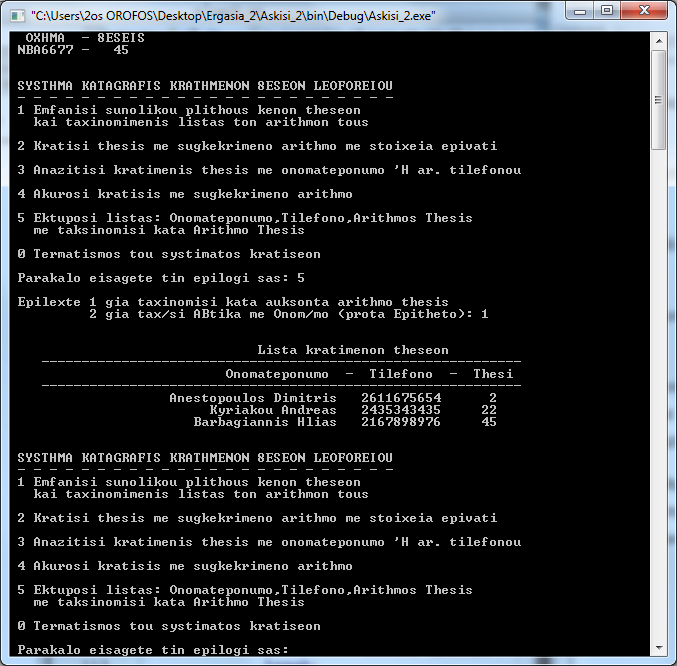 "C:\Users\2os OROFOS\Desktop\Ergasia_2\Askisi_2\bin\Debug\Askisi_2.exe"
OXHMA - 8ESEIS
NBA6677 - 45
SYSTHMA KATAGRAFIS KRATHMENON 8ESEON LEOFOREIOU
- - - - - - - - - - - - - - - - - - - - - - - -
1 Emfanisi sunolikou plithous kenon theseon
kai taxinomimenis listas ton arithmon tous
2 Kratisi thesis me sugkekrimeno arithmo me stoixeia epivati
3 Anazitisi kratimenis thesis me onomateponumo 'H ar. tilefonou
4 Akurosi kratisis me sugkekrimeno arithmo
5 Ektuposi listas: Onomateponumo,Tilefono,Arithmos Thesis
me taksinomisi kata Arithmo Thesis
0 Termatismos tou systimatos kratiseon
Parakalo eisagete tin epilogi sas: 5
Epilexte 1 gia taxinomisi kata auksonta arithmo thesis
2 gia tax/si ABtika me Onom/mo (prota Epitheto): 1
Lista kratimenon theseon
Onomateponumo - Tilefono - Thesi
Anestopoulos Dimitris 2611675654 2
Kyriakou Andreas 2435343435 22
Barbagiannis Hlias 2167898976 45
SYSTHMA KATAGRAFIS KRATHMENON 8ESEON LEOFOREIOU
- - - - - - - - - - - - - - - - - - - - - - - -
1 Emfanisi sunolikou plithous kenon theseon
kai taxinomimenis listas ton arithmon tous
2 Kratisi thesis me sugkekrimeno arithmo me stoixeia epivati
3 Anazitisi kratimenis thesis me onomateponumo 'H ar. tilefonou
4 Akurosi kratisis me sugkekrimeno arithmo
5 Ektuposi listas: Onomateponumo,Tilefono,Arithmos Thesis
me taksinomisi kata Arithmo Thesis
0 Termatismos tou systimatos kratiseon
Parakalo eisagete tin epilogi sas: